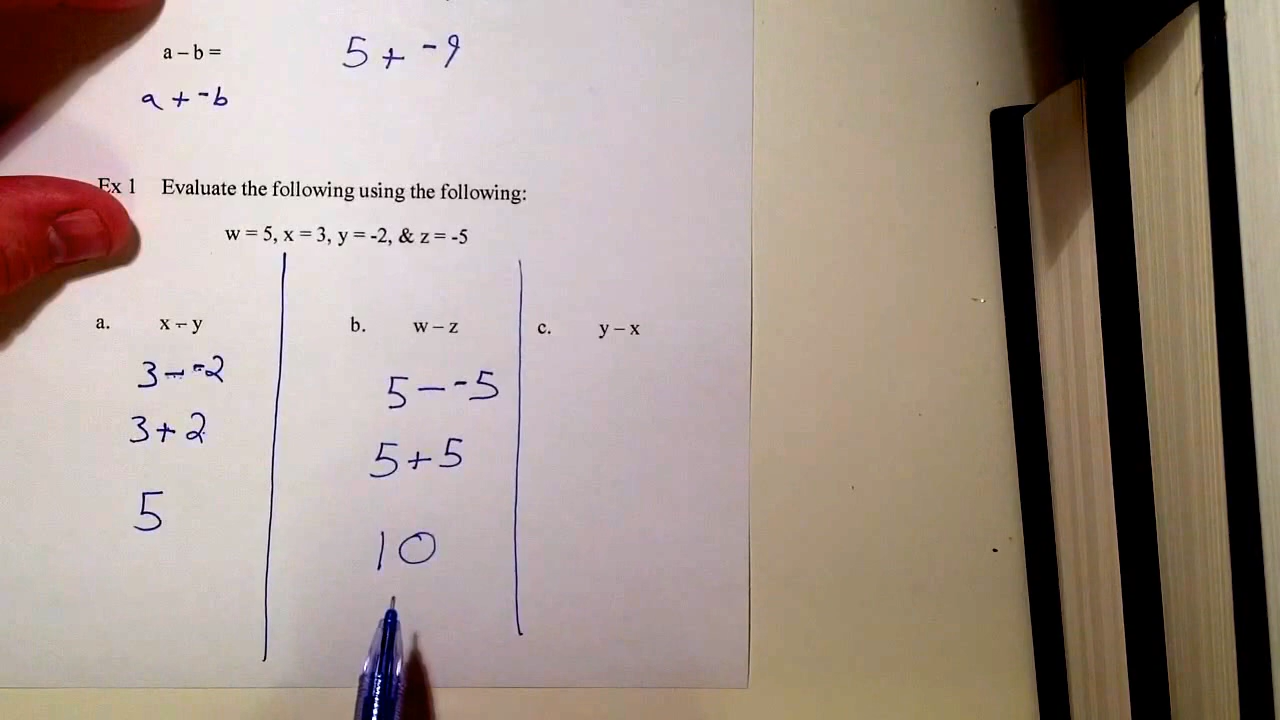 a – b =
5 + -9
a + -b
Ex 1 Evaluate the following using the following:
w = 5, x = 3, y = -2, & z = -5
a. x – y
3 - -2
3 + 2
5
b. w – z
5 - -5
5 + 5
10
c. y – x